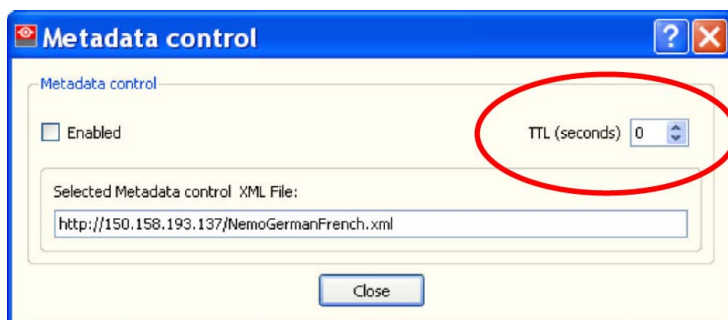 Metadata control
Metadata control
Enabled
TTL (seconds) 0
Selected Metadata control XML File:
http://150.158.193.137/NemoGermanFrench.xml
Close